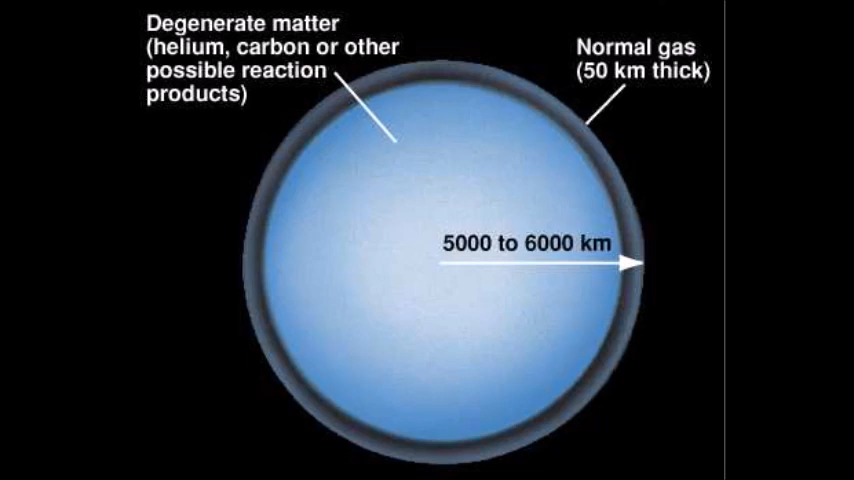 Degenerate matter
(helium, carbon or other
possible reaction
products)
Normal gas
(50 km thick)
5000 to 6000 km